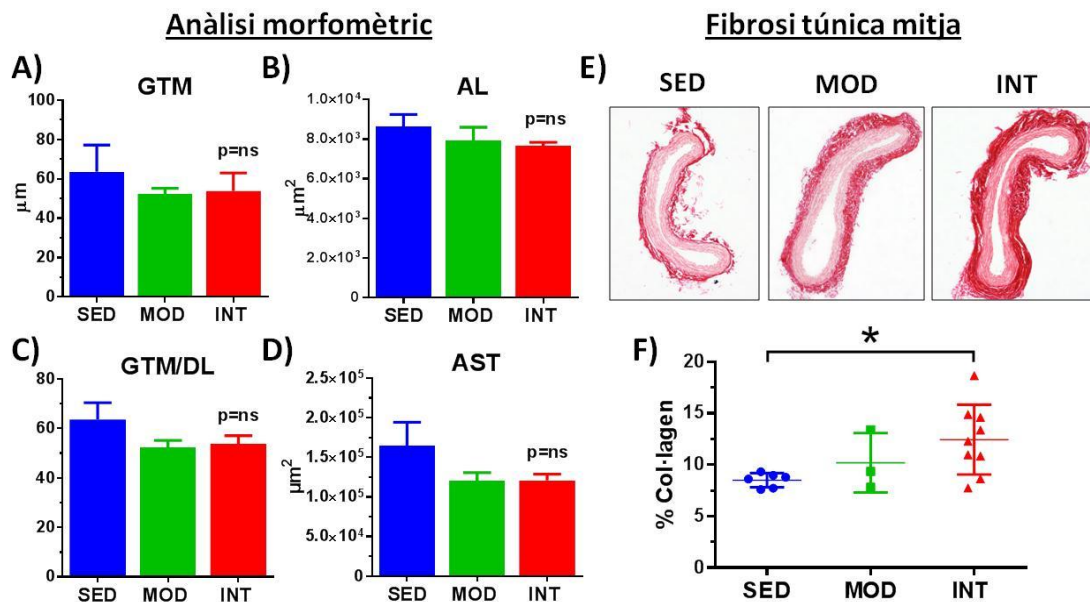 Anàlisi morfomètric
Fibrosi túnica mitja
A)
GTM
100
80
60
40
20
0
µm
p=ns
SED MOD INT
B)
AL
1.0×10⁴
8.0×10³
6.0×10³
4.0×10³
2.0×10³
0
µm²
p=ns
SED MOD INT
C)
GTM/DL
80
60
40
20
0
p=ns
SED MOD INT
D)
AST
2.5×10⁵
2.0×10⁵
1.5×10⁵
1.0×10⁵
5.0×10⁴
0
µm²
p=ns
SED MOD INT
E)
SED MOD INT
F)
*
20
15
10
5
0
% Col·lagen
SED MOD INT